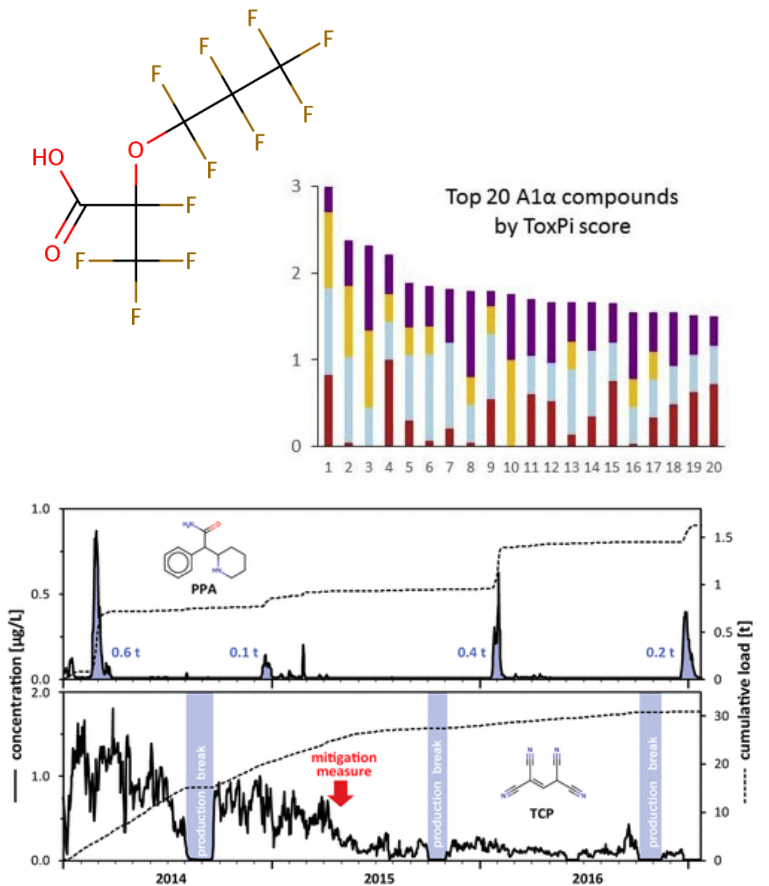 F
F
F
F
F
HO
O
F
F
F
O
F
F
F
F
Top 20 A1α compounds
by ToxPi score
3
2
1
0
1 2 3 4 5 6 7 8 9 10 11 12 13 14 15 16 17 18 19 20
concentration [µg/L]
1.0
0.5
0.0
H₂N
O
HN
PPA
0.6 t
0.1 t
0.4 t
0.2 t
1.5
1
0.5
0
cumulative load [t]
2.0
1.0
0.0
production break
mitigation
measure
production break
N
N
N
N
N
TCP
production break
30
20
10
0
2014
2015
2016